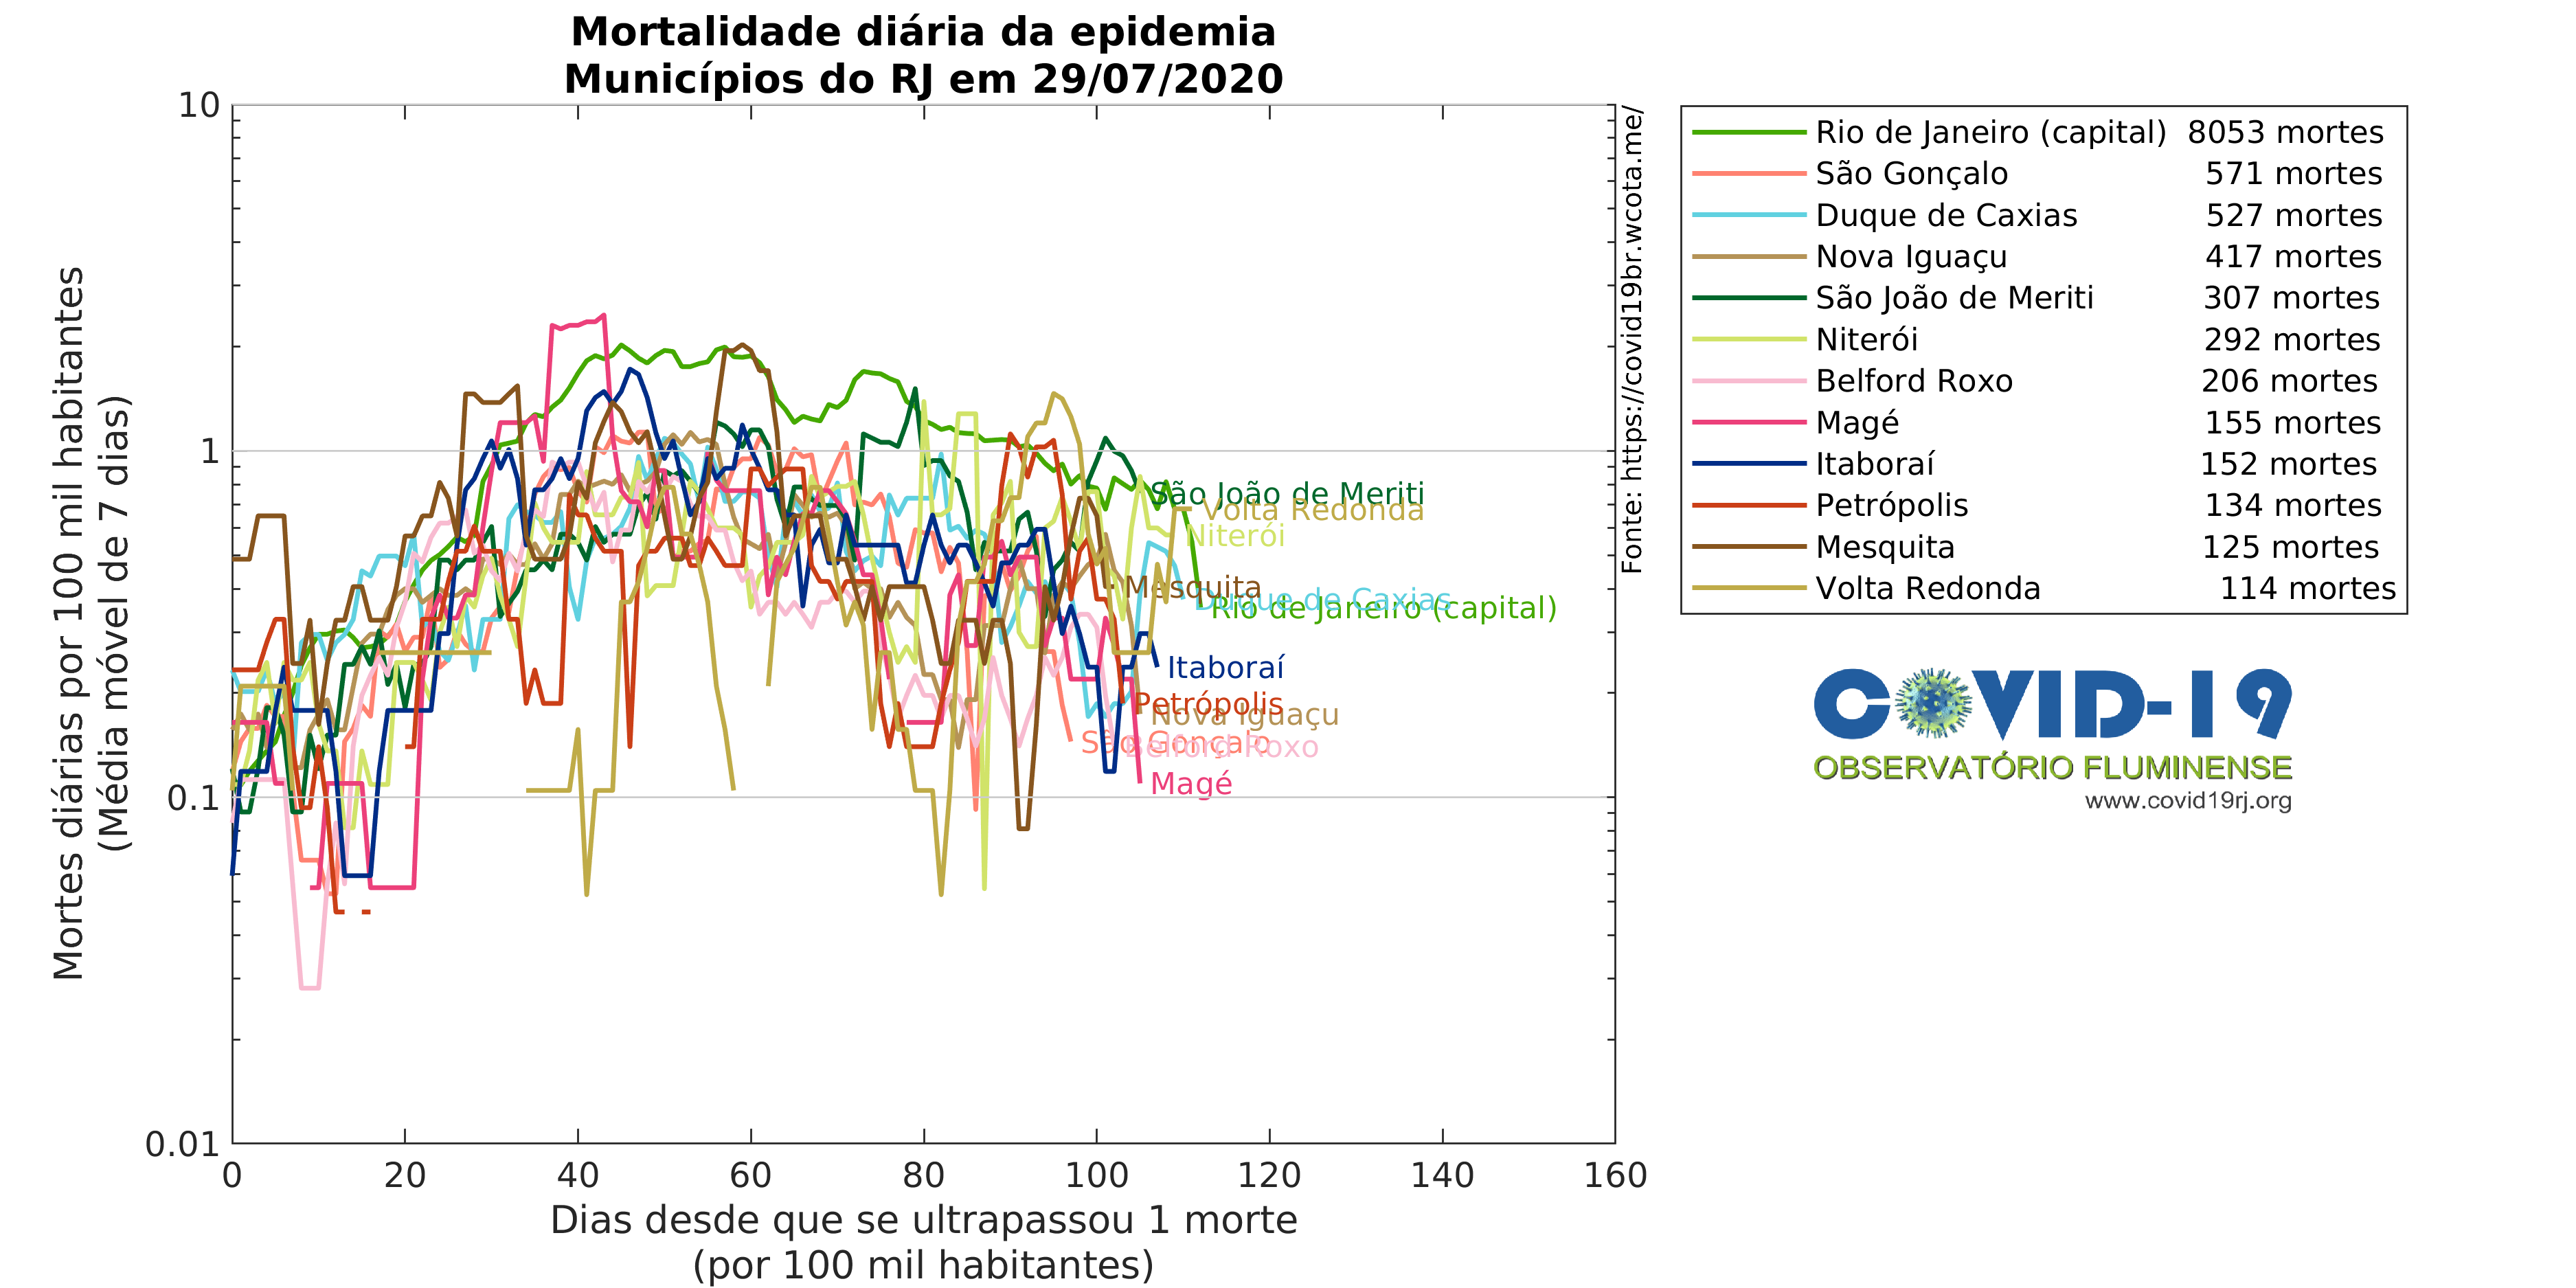 Mortalidade diária da epidemia
Municípios do RJ em 29/07/2020
Mortes diárias por 100 mil habitantes
(Média móvel de 7 dias)
10
1
0.1
0.01
0 20 40 60 80 100 120 140 160
Dias desde que se ultrapassou 1 morte
(por 100 mil habitantes)
São João de Meriti
Volta Redonda
Niterói
Mesquita
Duque de Caxias
Rio de Janeiro (capital)
Itaboraí
Petrópolis
Nova Iguaçu
São Gonçalo
Belford Roxo
Magé
Fonte: https://covid19br.wcota.me/
Rio de Janeiro (capital) 8053 mortes
São Gonçalo 571 mortes
Duque de Caxias 527 mortes
Nova Iguaçu 417 mortes
São João de Meriti 307 mortes
Niterói 292 mortes
Belford Roxo 206 mortes
Magé 155 mortes
Itaboraí 152 mortes
Petrópolis 134 mortes
Mesquita 125 mortes
Volta Redonda 114 mortes
COVID-19
OBSERVATÓRIO FLUMINENSE
www.covid19rj.org